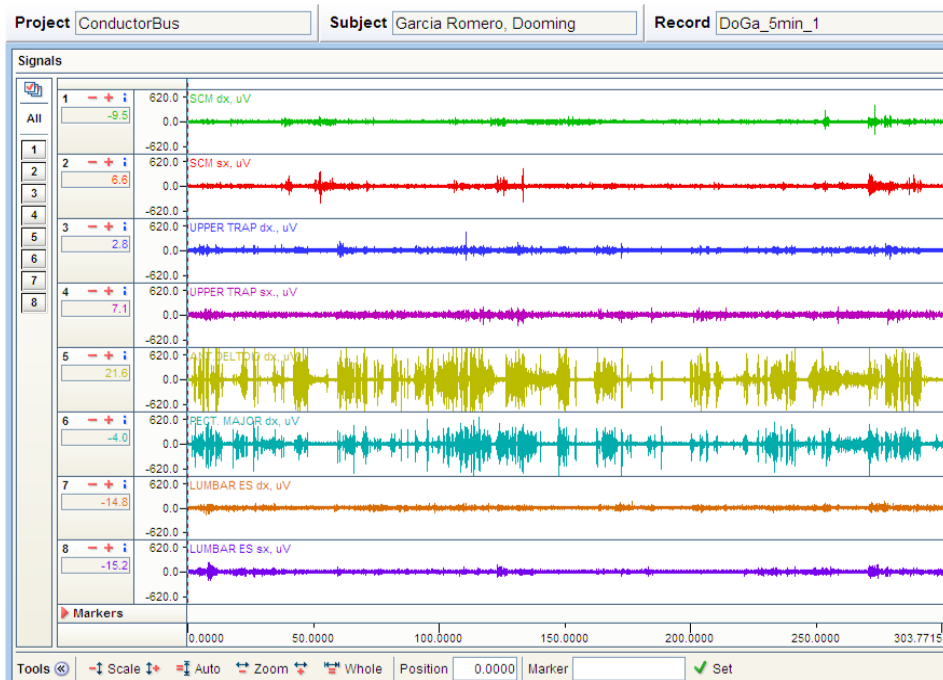 Project ConductorBus Subject Garcia Romero, Dooming Record DoGa_5min_1
Signals
All
1
2
3
4
5
6
7
8
1 620.0 SCM dx, uV
-9.5 0.0
-620.0
2 620.0 SCM sx, uV
6.6 0.0
-620.0
3 620.0 UPPER TRAP dx., uV
2.8 0.0
-620.0
4 620.0 UPPER TRAP sx., uV
7.1 0.0
-620.0
5 620.0 ANT.DELTOID dx, uV
21.6 0.0
-620.0
6 620.0 PECT. MAJOR dx, uV
-4.0 0.0
-620.0
7 620.0 LUMBAR ES dx, uV
-14.8 0.0
-620.0
8 620.0 LUMBAR ES sx, uV
-15.2 0.0
-620.0
Markers
0.0000 50.0000 100.0000 150.0000 200.0000 250.0000 303.7715
Tools Scale Auto Zoom Whole Position 0.0000 Marker Set